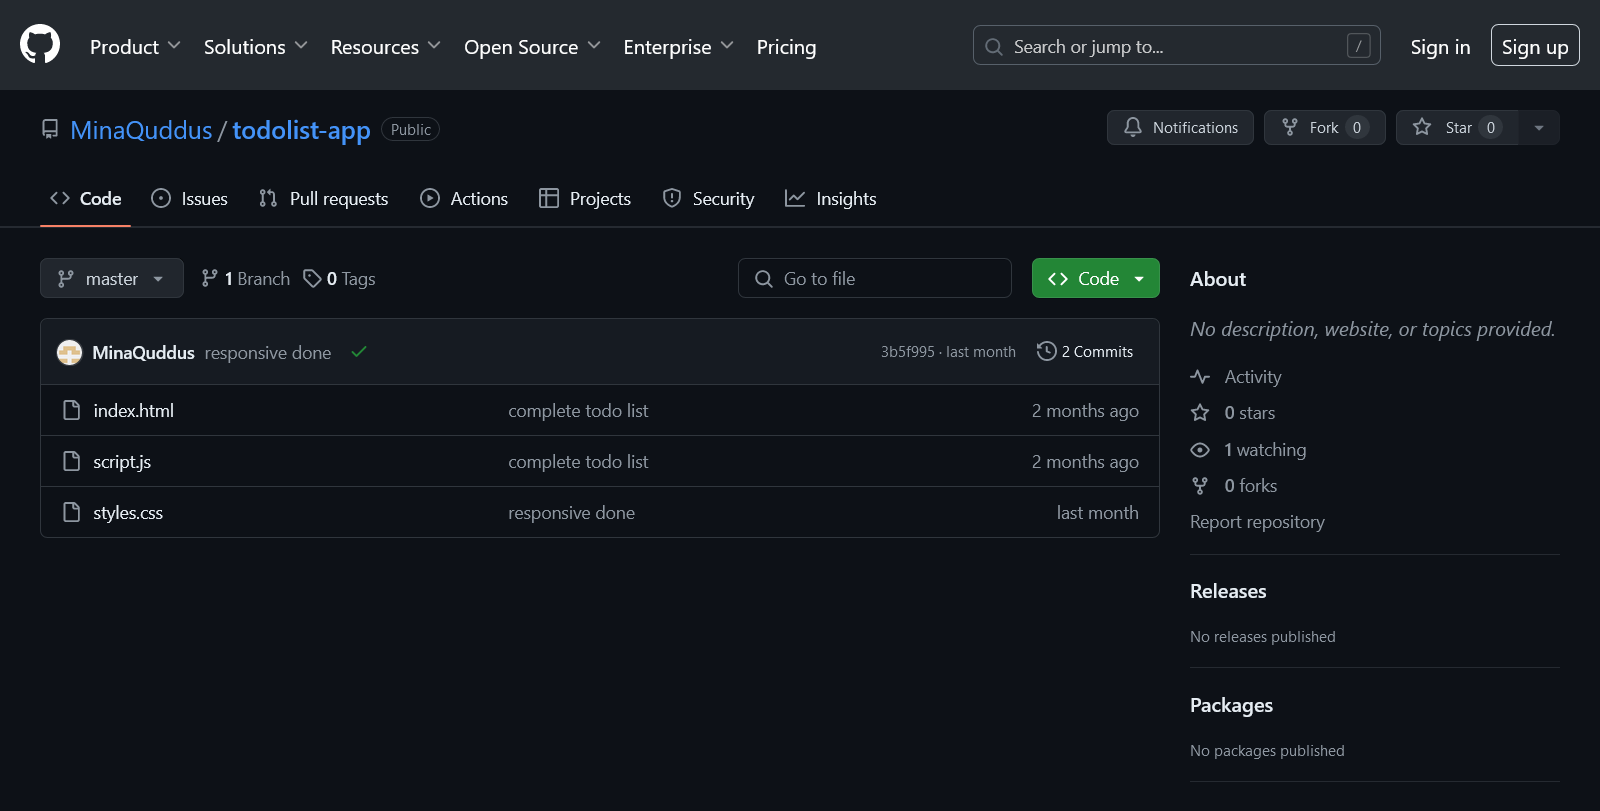 Product Solutions Resources Open Source Enterprise Pricing Search or jump to... / Sign in Sign up
MinaQuddus / todolist-app Public Notifications Fork 0 Star 0
Code Issues Pull requests Actions Projects Security Insights
master 1 Branch 0 Tags Go to file Code
MinaQuddus responsive done 3b5f995 · last month 2 Commits
index.html complete todo list 2 months ago
script.js complete todo list 2 months ago
styles.css responsive done last month
About
No description, website, or topics provided.
Activity
0 stars
1 watching
0 forks
Report repository
Releases
No releases published
Packages
No packages published